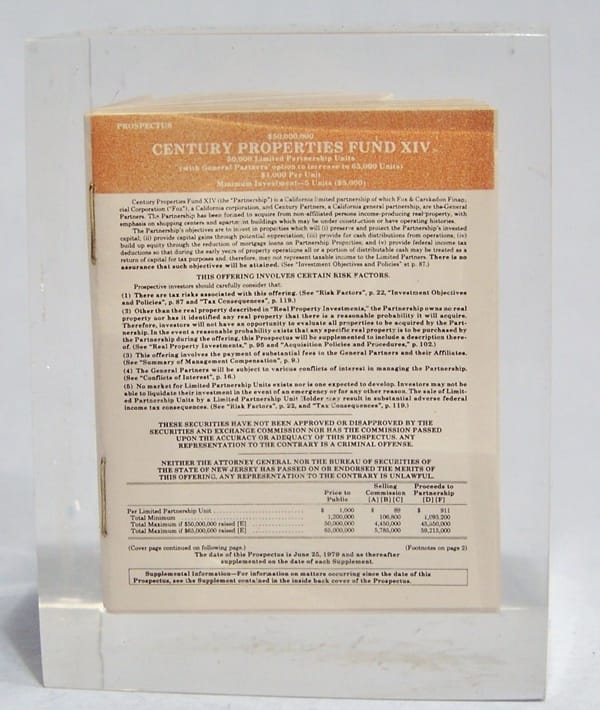 PROSPECTUS
$50,000,000
CENTURY PROPERTIES FUND XIV
50,000 Limited Partnership Units
(with General Partners' option to increase to 65,000 Units)
$1,000 Per Unit
Minimum Investment—5 Units ($5,000)
Century Properties Fund XIV (the "Partnership") is a California limited partnership of which Fox & Carskadon Finan-
cial Corporation ("Fox"), a California corporation, and Century Partners, a California general partnership, are the General
Partners. The Partnership has been formed to acquire from non-affiliated persons income-producing real property, with
emphasis on shopping centers and apartment buildings which may be under construction or have operating histories.
The Partnership's objectives are to invest in properties which will (i) preserve and protect the Partnership's invested
capital; (ii) provide capital gains through potential appreciation; (iii) provide for cash distributions from operations; (iv)
build up equity through the reduction of mortgage loans on Partnership Properties; and (v) provide federal income tax
deductions so that during the early years of property operations all or a portion of distributable cash may be treated as a
return of capital for tax purposes and, therefore, may not represent taxable income to the Limited Partners. There is no
assurance that such objectives will be attained. (See "Investment Objectives and Policies" at p. 87.)
THIS OFFERING INVOLVES CERTAIN RISK FACTORS.
Prospective investors should carefully consider that:
(1) There are tax risks associated with this offering. (See "Risk Factors", p. 22, "Investment Objectives
and Policies", p. 87 and "Tax Consequences", p. 119.)
(2) Other than the real property described in "Real Property Investments," the Partnership owns no real
property nor has it identified any real property that there is a reasonable probability it will acquire.
Therefore, investors will not have an opportunity to evaluate all properties to be acquired by the Part-
nership. In the event a reasonable probability exists that any specific real property is to be purchased by
the Partnership during the offering, this Prospectus will be supplemented to include a description there-
of. (See "Real Property Investments," p. 95 and "Acquisition Policies and Procedures," p. 102.)
(3) This offering involves the payment of substantial fees to the General Partners and their Affiliates.
(See "Summary of Management Compensation", p. 9.)
(4) The General Partners will be subject to various conflicts of interest in managing the Partnership.
(See "Conflicts of Interest", p. 16.)
(5) No market for Limited Partnership Units exists nor is one expected to develop. Investors may not be
able to liquidate their investment in the event of an emergency or for any other reason. The sale of Limit-
ed Partnership Units by a Limited Partnership Unit Holder may result in substantial adverse federal
income tax consequences. (See "Risk Factors", p. 22, and "Tax Consequences", p. 119.)
THESE SECURITIES HAVE NOT BEEN APPROVED OR DISAPPROVED BY THE
SECURITIES AND EXCHANGE COMMISSION NOR HAS THE COMMISSION PASSED
UPON THE ACCURACY OR ADEQUACY OF THIS PROSPECTUS. ANY
REPRESENTATION TO THE CONTRARY IS A CRIMINAL OFFENSE.
NEITHER THE ATTORNEY GENERAL NOR THE BUREAU OF SECURITIES OF
THE STATE OF NEW JERSEY HAS PASSED ON OR ENDORSED THE MERITS OF
THIS OFFERING. ANY REPRESENTATION TO THE CONTRARY IS UNLAWFUL.
Price to Public Selling Commission [A] [B] [C] Proceeds to Partnership [D] [F]
Per Limited Partnership Unit $ 1,000 $ 89 $ 911
Total Minimum 1,200,000 106,800 1,093,200
Total Maximum if $50,000,000 raised [E] 50,000,000 4,450,000 45,550,000
Total Maximum if $65,000,000 raised [E] 65,000,000 5,785,000 59,215,000
(Cover page continued on following page.) (Footnotes on page 2)
The date of this Prospectus is June 25, 1979 and as thereafter
supplemented on the date of each Supplement.
Supplemental Information—For information on matters occurring since the date of this
Prospectus, see the Supplement contained in the inside back cover of the Prospectus.